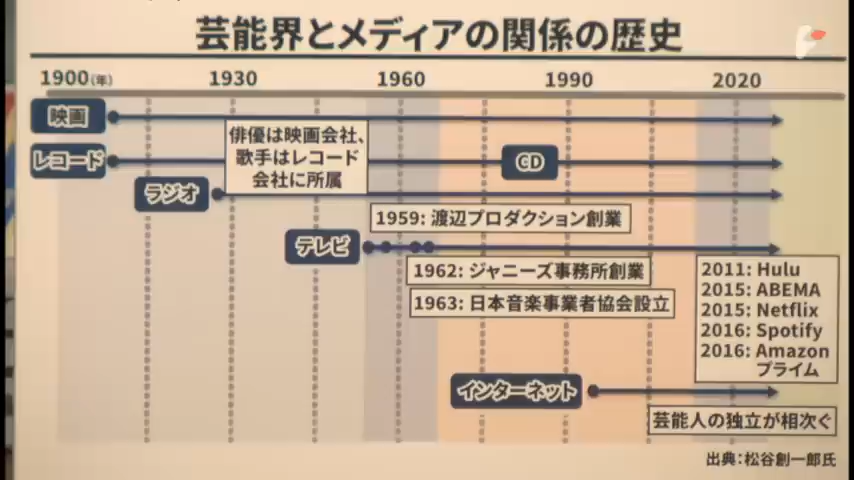 芸能界とメディアの関係の歴史
1900(年) 1930 1960 1990 2020
映画
レコード
俳優は映画会社、
歌手はレコード
会社に所属
CD
ラジオ
1959: 渡辺プロダクション創業
テレビ
1962: ジャニーズ事務所創業
1963: 日本音楽事業者協会設立
2011: Hulu
2015: ABEMA
2015: Netflix
2016: Spotify
2016: Amazon
プライム
インターネット
芸能人の独立が相次ぐ
出典:松谷創一郎氏